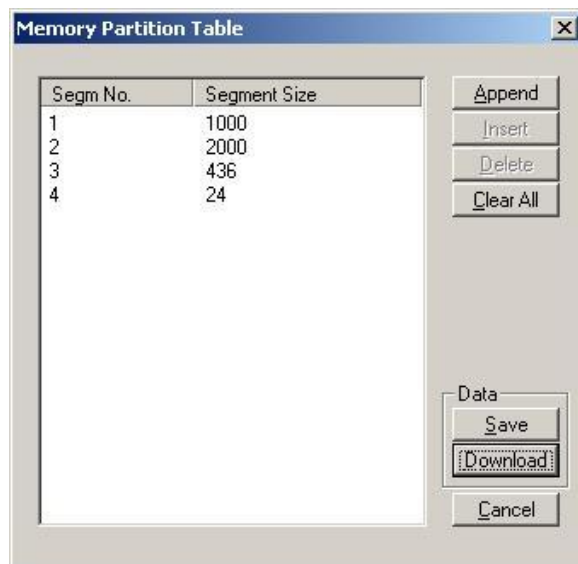 Memory Partition Table
Segm No. Segment Size
1 1000
2 2000
3 436
4 24
Append
Insert
Delete
Clear All
Data
Save
Download
Cancel